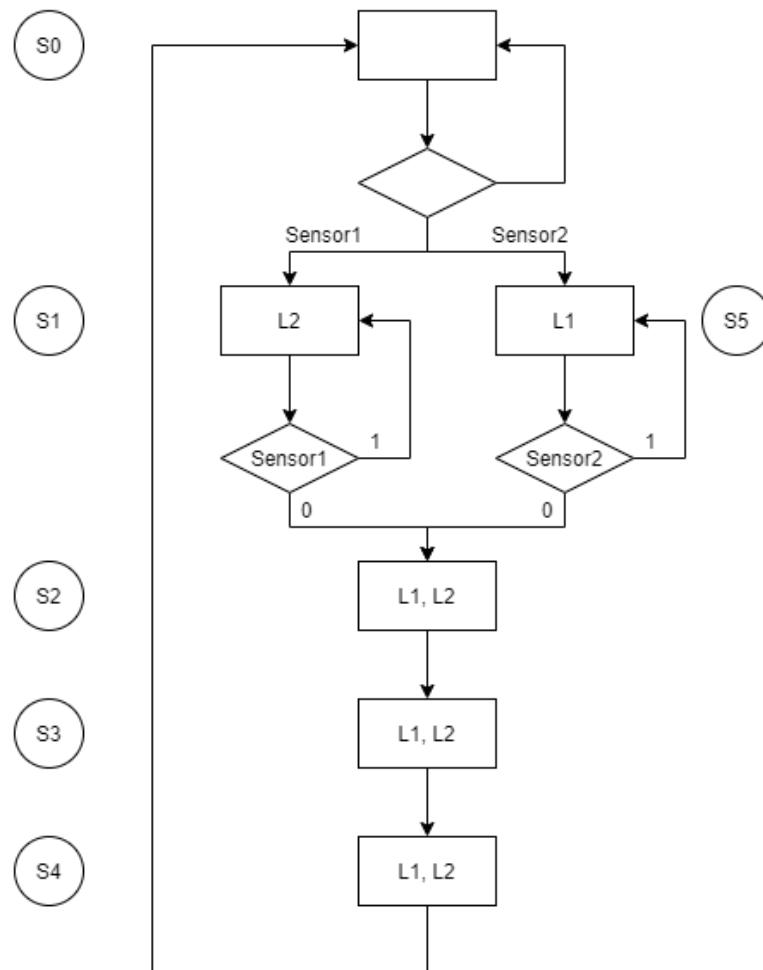 S0
Sensor1 Sensor2
S1 L2 L1 S5
1 1
Sensor1 Sensor2
0 0
S2 L1, L2
S3 L1, L2
S4 L1, L2